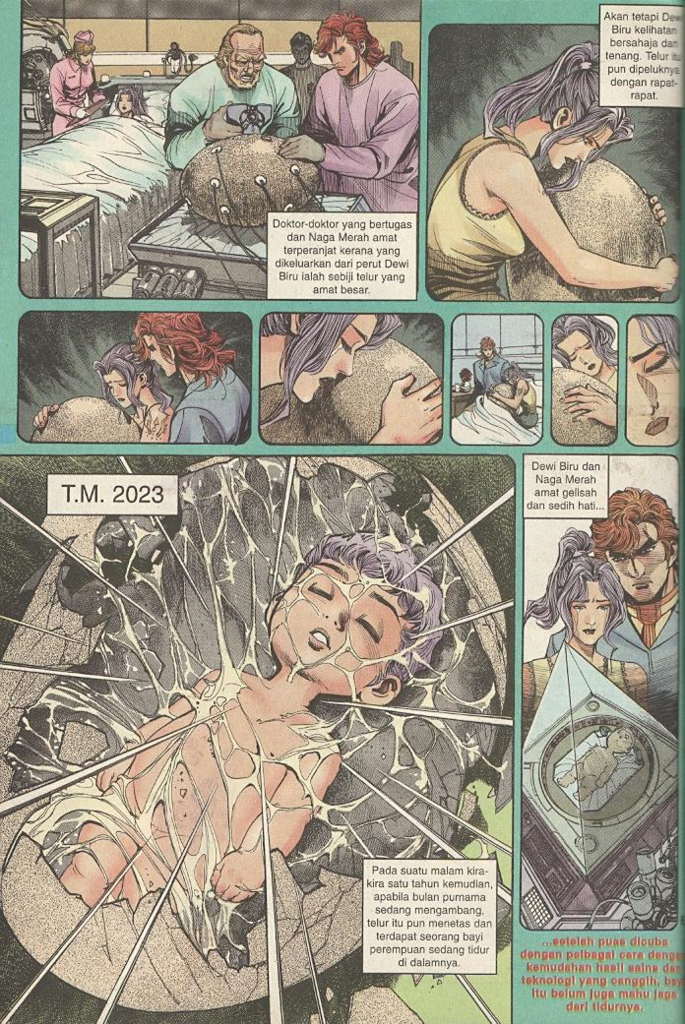 Akan tetapi Dewi
Biru kelihatan
bersahaja dan
tenang. Telur itu
pun dipeluknya
dengan rapat-
rapat.
Doktor-doktor yang bertugas
dan Naga Merah amat
terperanjat kerana yang
dikeluarkan dari perut Dewi
Biru ialah sebiji telur yang
amat besar.
T.M. 2023
Dewi Biru dan
Naga Merah
amat gelisah
dan sedih hati...
Pada suatu malam kira-
kira satu tahun kemudian,
apabila bulan purnama
sedang mengambang,
telur itu pun menetas dan
terdapat seorang bayi
perempuan sedang tidur
di dalamnya.
...setelah puas dicuba
dengan pelbagai cara dengan
kemudahan hasil sains dan
teknologi yang canggih, bayi
itu belum juga mahu jaga
dari tidurnya.